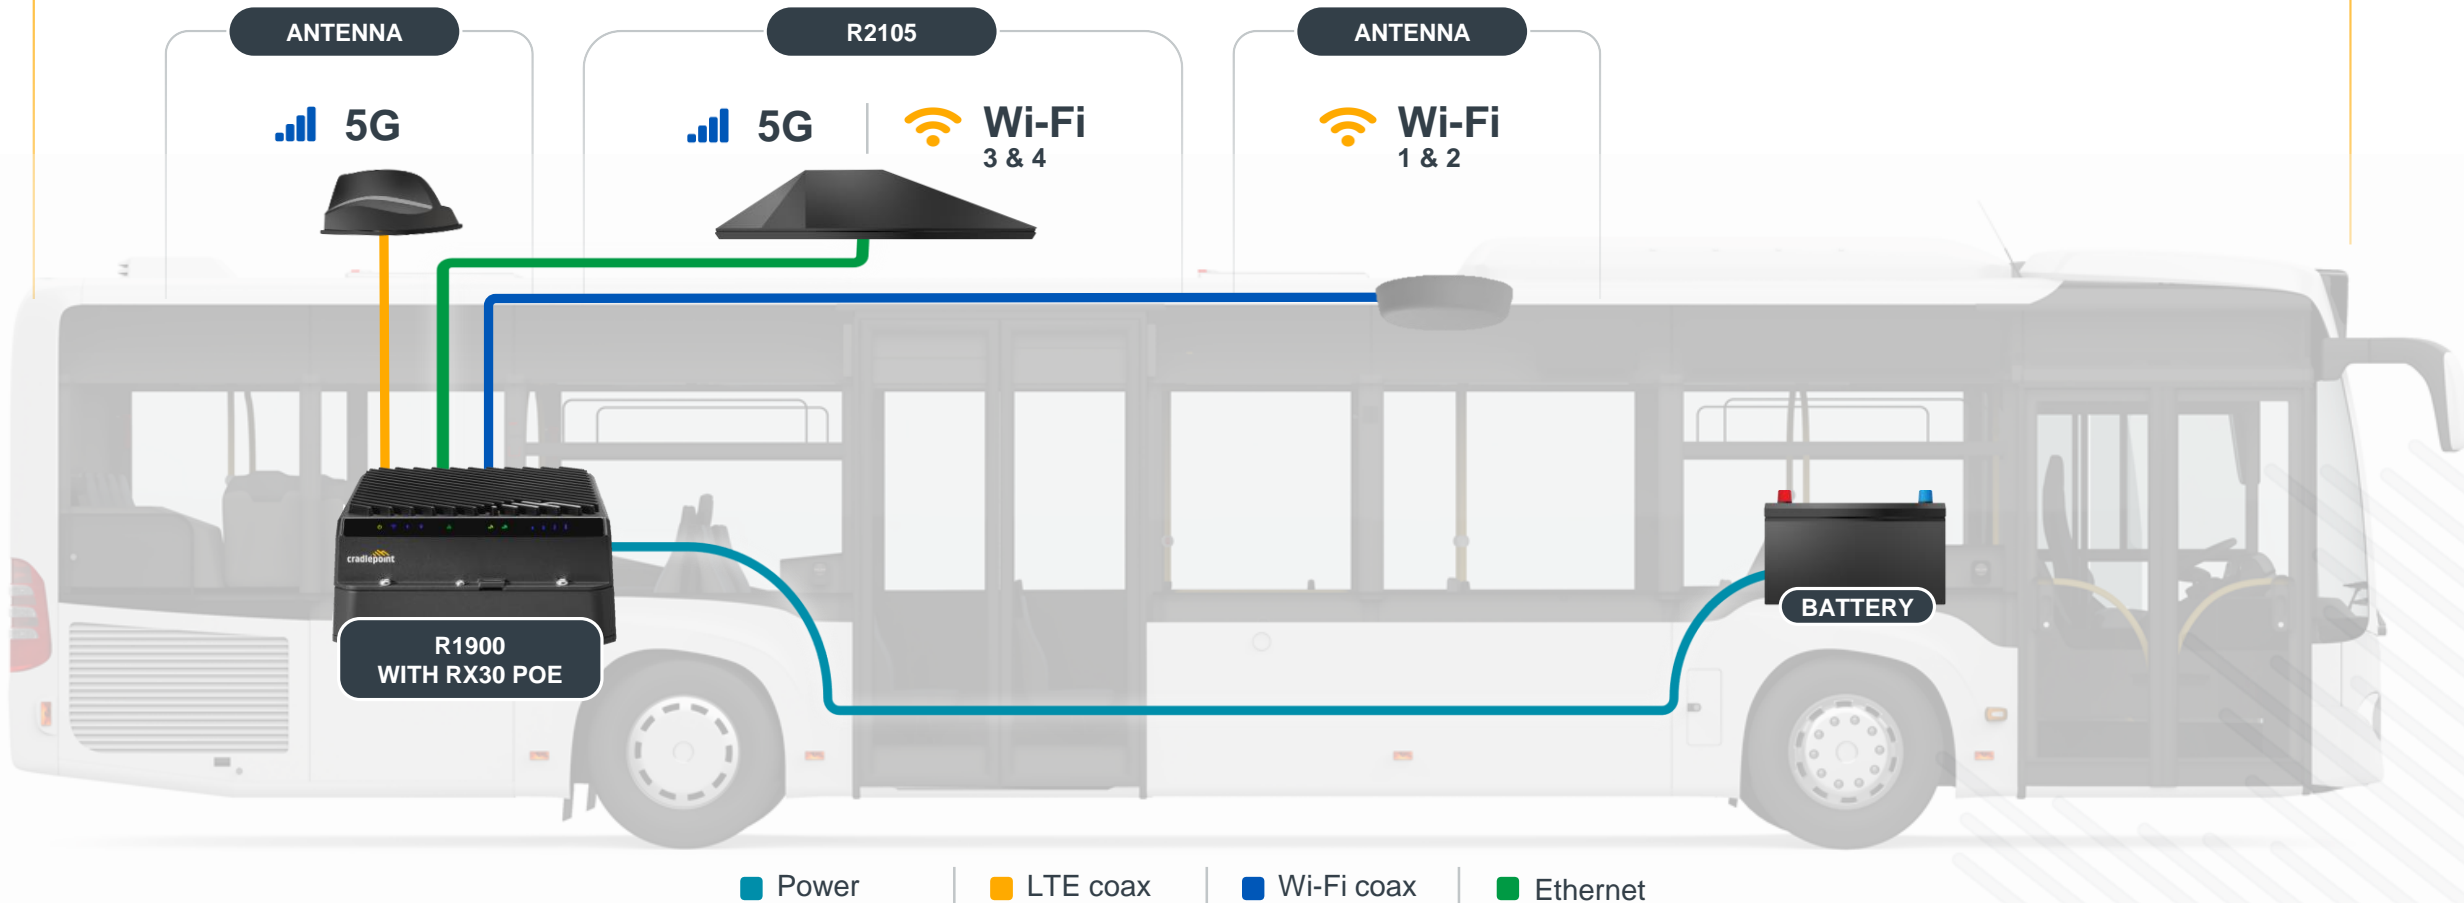 ANTENNA
R2105
ANTENNA
5G
5G
Wi-Fi
3 & 4
Wi-Fi
1 & 2
cradlepoint
R1900
WITH RX30 POE
BATTERY
Power
LTE coax
Wi-Fi coax
Ethernet